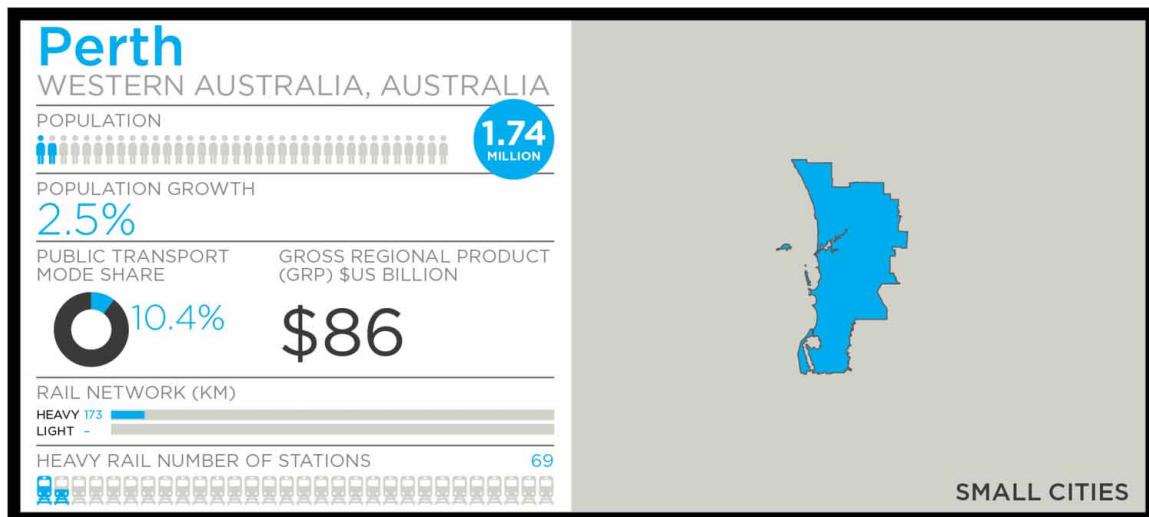 Perth
WESTERN AUSTRALIA, AUSTRALIA
POPULATION
1.74
MILLION
POPULATION GROWTH
2.5%
PUBLIC TRANSPORT
MODE SHARE
10.4%
GROSS REGIONAL PRODUCT
(GRP) $US BILLION
$86
RAIL NETWORK (KM)
HEAVY 173
LIGHT -
HEAVY RAIL NUMBER OF STATIONS 69
SMALL CITIES